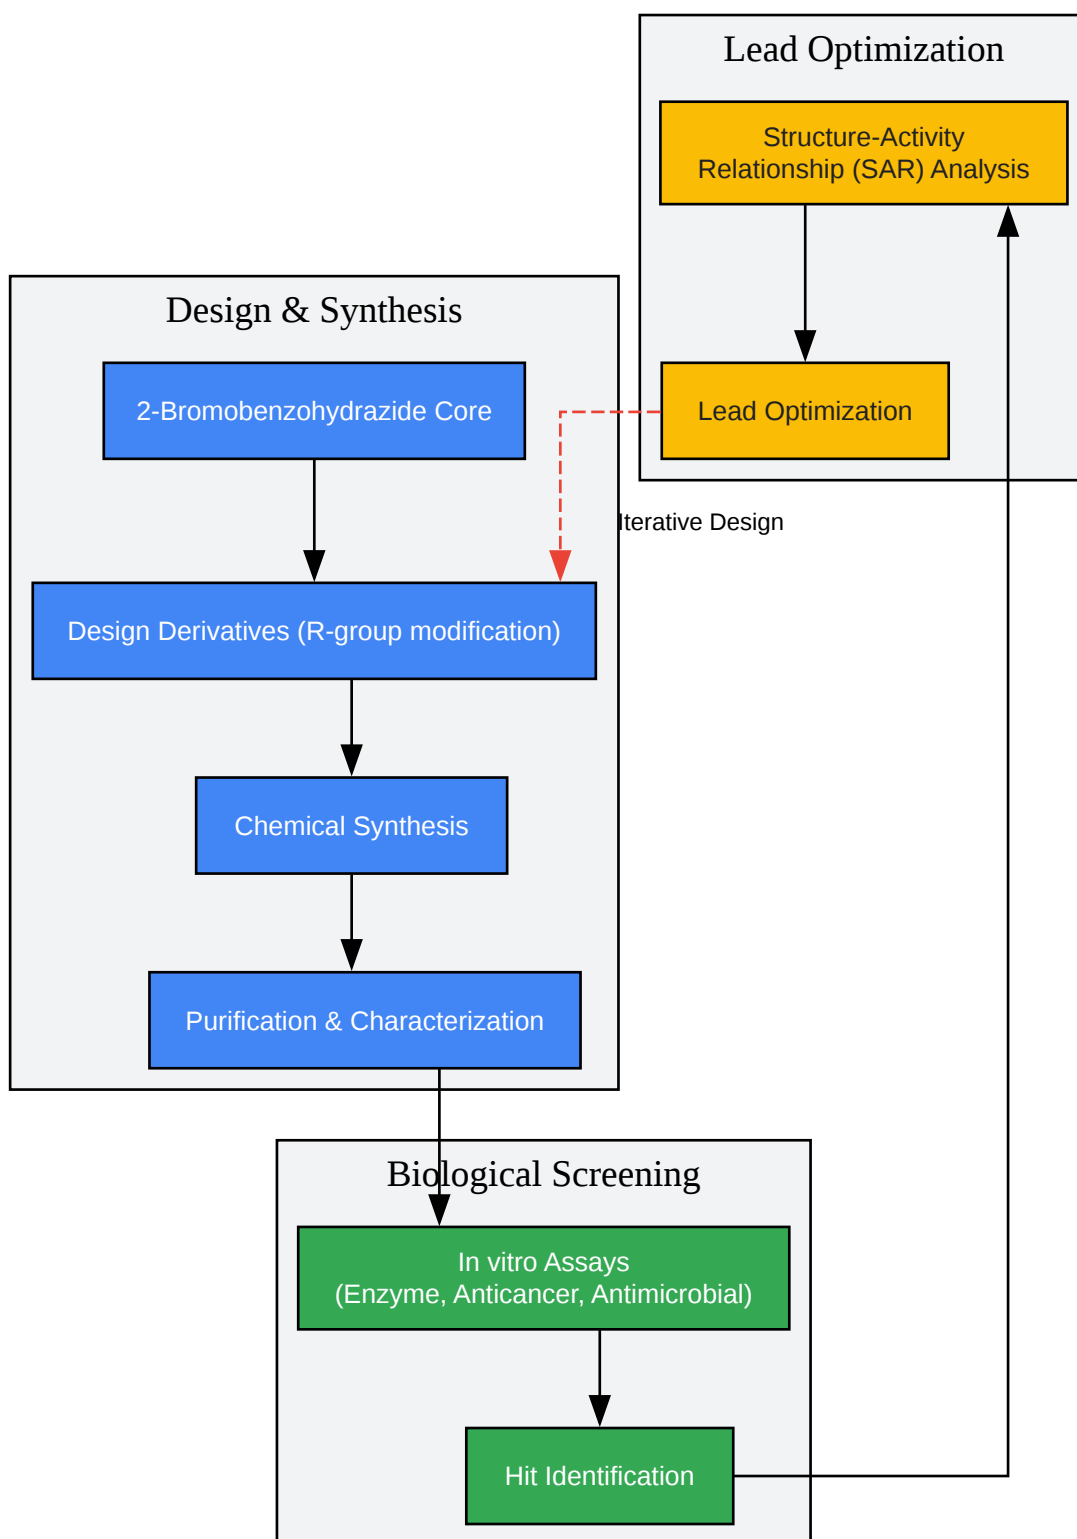 Lead Optimization
Structure-Activity
Relationship (SAR) Analysis
Lead Optimization
Design & Synthesis
2-Bromobenzohydrazide Core
Iterative Design
Design Derivatives (R-group modification)
Chemical Synthesis
Purification & Characterization
Biological Screening
In vitro Assays
(Enzyme, Anticancer, Antimicrobial)
Hit Identification